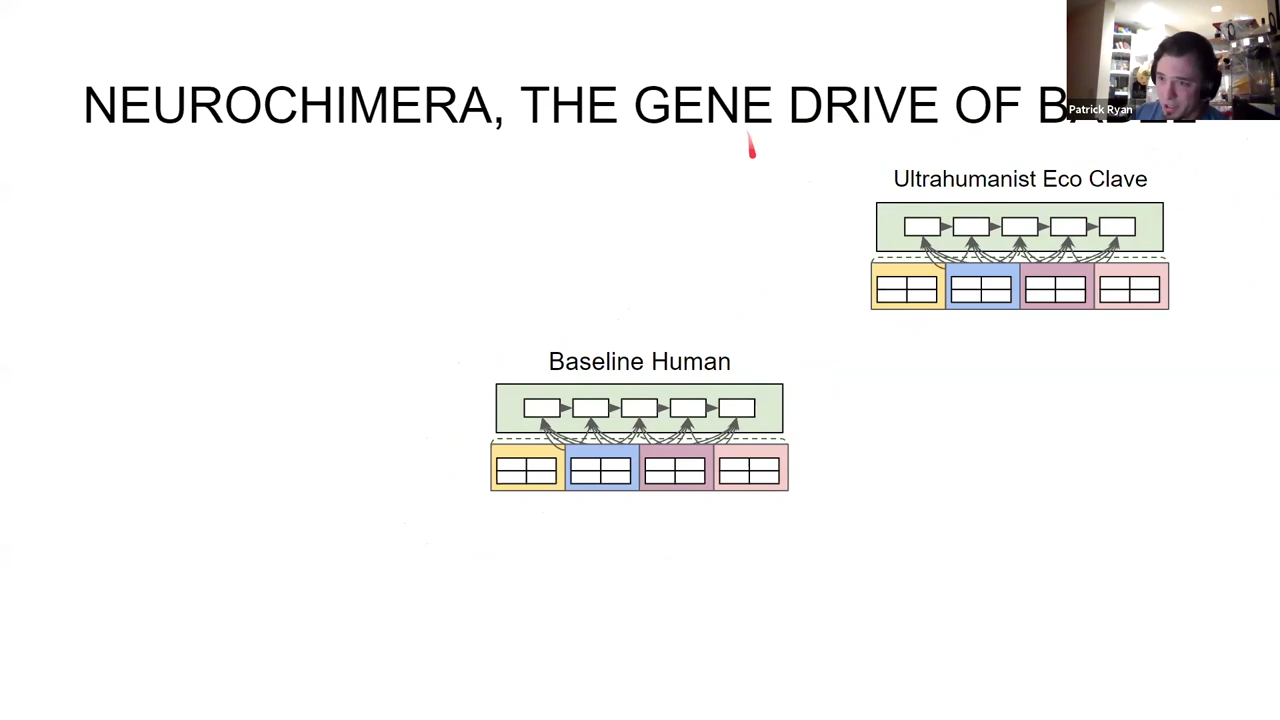 NEUROCHIMERA, THE GENE DRIVE OF
Patrick Ryan
Ultrahumanist Eco Clave
Baseline Human